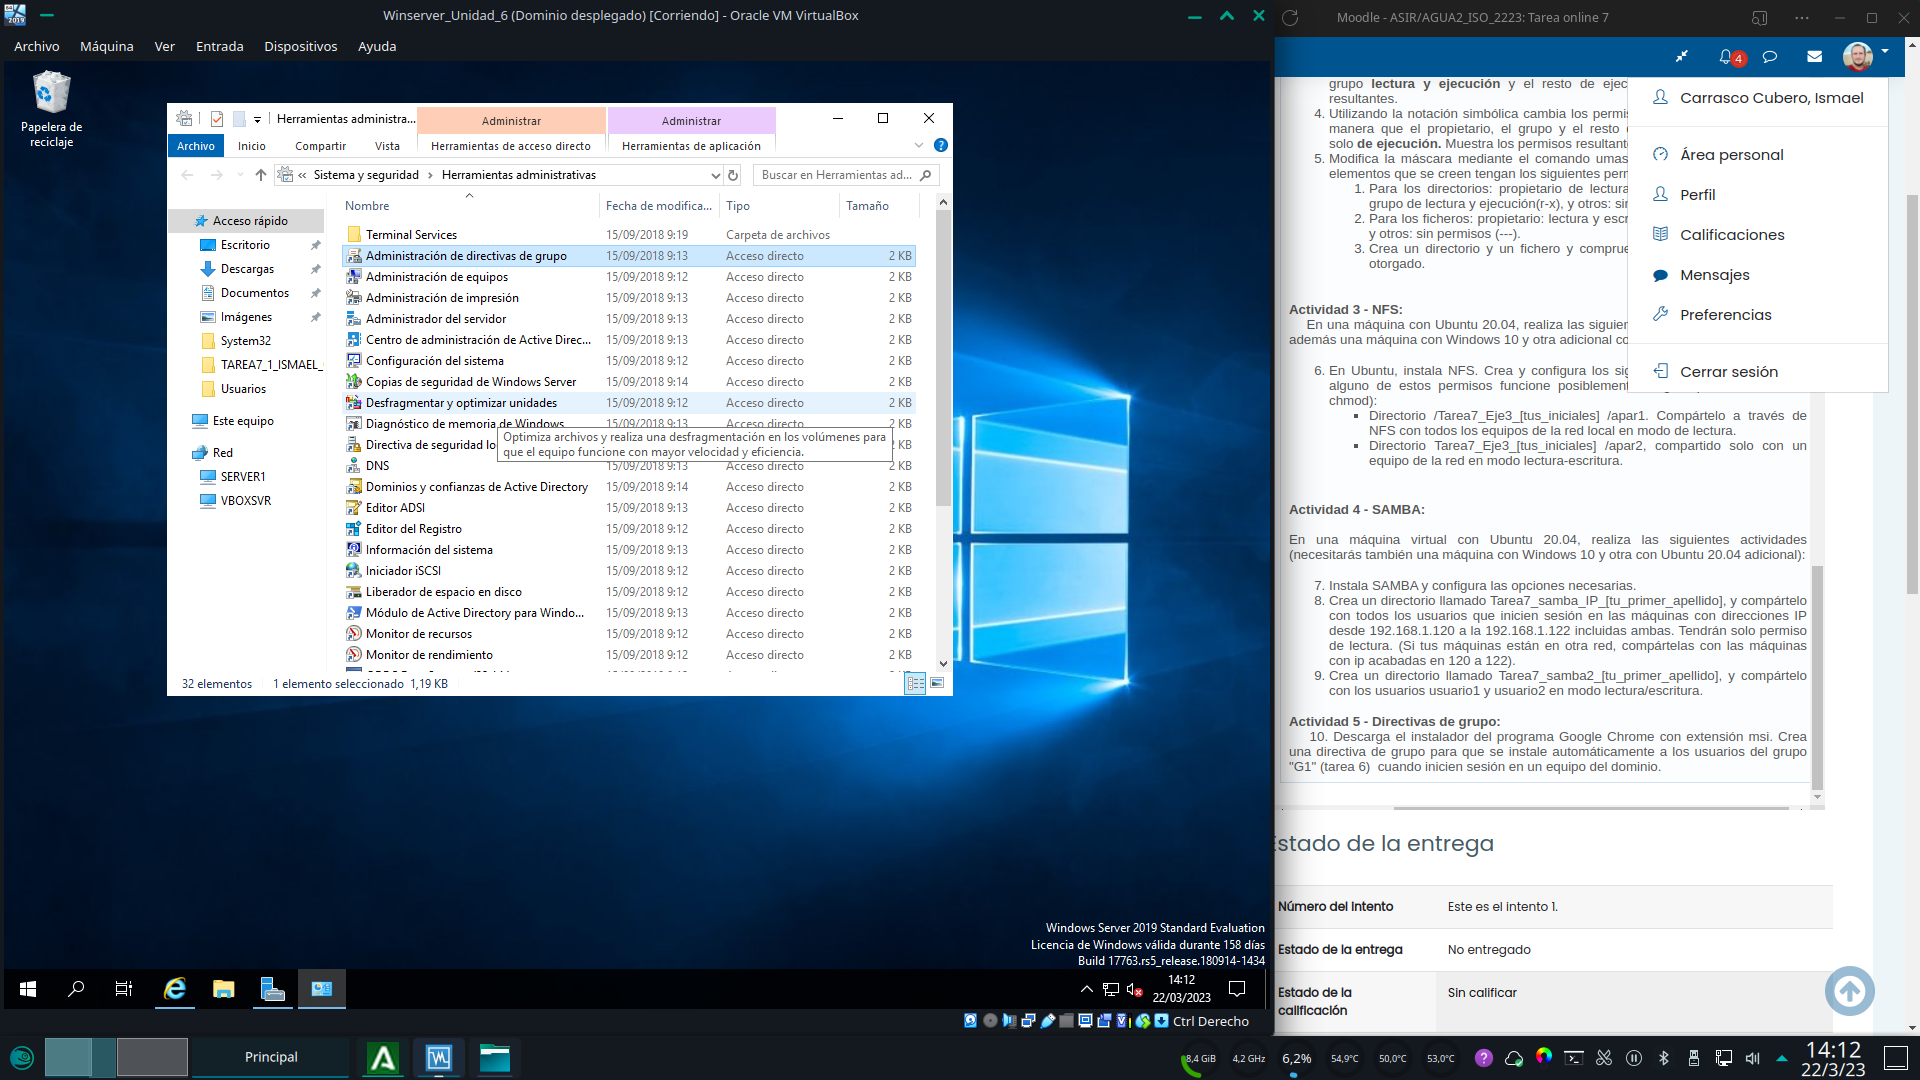 Winserver_Unidad_6 (Dominio desplegado) [Corriendo] - Oracle VM VirtualBox
Archivo Máquina Ver Entrada Dispositivos Ayuda
Papelera de
reciclaje
Herramientas administra...
Administrar
Administrar
Archivo Inicio Compartir Vista Herramientas de acceso directo Herramientas de aplicación
« Sistema y seguridad > Herramientas administrativas
Buscar en Herramientas ad...
Acceso rápido
Escritorio
Descargas
Documentos
Imágenes
System32
TAREA7_1_ISMAEL_
Usuarios
Este equipo
Red
SERVER1
VBOXSVR
Nombre Fecha de modifica... Tipo Tamaño
Terminal Services 15/09/2018 9:19 Carpeta de archivos
Administración de directivas de grupo 15/09/2018 9:13 Acceso directo 2 KB
Administración de equipos 15/09/2018 9:12 Acceso directo 2 KB
Administración de impresión 15/09/2018 9:13 Acceso directo 2 KB
Administrador del servidor 15/09/2018 9:13 Acceso directo 2 KB
Centro de administración de Active Direc... 15/09/2018 9:13 Acceso directo 2 KB
Configuración del sistema 15/09/2018 9:12 Acceso directo 2 KB
Copias de seguridad de Windows Server 15/09/2018 9:14 Acceso directo 2 KB
Desfragmentar y optimizar unidades 15/09/2018 9:12 Acceso directo 2 KB
Diagnóstico de memoria de Windows 15/09/2018 9:12 Acceso directo 2 KB
Directiva de seguridad lo
KB
Optimiza archivos y realiza una desfragmentación en los volúmenes para
que el equipo funcione con mayor velocidad y eficiencia.
DNS 15/09/2018 9:13 Acceso directo 2 KB
Dominios y confianzas de Active Directory 15/09/2018 9:14 Acceso directo 2 KB
Editor ADSI 15/09/2018 9:13 Acceso directo 2 KB
Editor del Registro 15/09/2018 9:12 Acceso directo 2 KB
Información del sistema 15/09/2018 9:13 Acceso directo 2 KB
Iniciador iSCSI 15/09/2018 9:12 Acceso directo 2 KB
Liberador de espacio en disco 15/09/2018 9:12 Acceso directo 2 KB
Módulo de Active Directory para Windo... 15/09/2018 9:13 Acceso directo 2 KB
Monitor de recursos 15/09/2018 9:12 Acceso directo 2 KB
Monitor de rendimiento 15/09/2018 9:12 Acceso directo 2 KB
32 elementos 1 elemento seleccionado 1,19 KB
Windows Server 2019 Standard Evaluation
Licencia de Windows válida durante 158 días
Build 17763.rs5_release.180914-1434
14:12
22/03/2023
Ctrl Derecho
Moodle - ASIR/AGUA2_ISO_2223: Tarea online 7
4
Carrasco Cubero, Ismael
Área personal
Perfil
Calificaciones
Mensajes
Preferencias
Cerrar sesión
grupo lectura y ejecución y el resto de ejec
resultantes.
4. Utilizando la notación simbólica cambia los permis
manera que el propietario, el grupo y el resto
solo de ejecución. Muestra los permisos resultant
5. Modifica la máscara mediante el comando umas
elementos que se creen tengan los siguientes per
1. Para los directorios: propietario de lectura
grupo de lectura y ejecución(r-x), y otros: sin
2. Para los ficheros: propietario: lectura y escr
y otros: sin permisos (---).
3. Crea un directorio y un fichero y comprue
otorgado.
Actividad 3 - NFS:
En una máquina con Ubuntu 20.04, realiza las siguien
además una máquina con Windows 10 y otra adicional co
6. En Ubuntu, instala NFS. Crea y configura los sig
alguno de estos permisos funcione posiblement
chmod):
Directorio /Tarea7_Eje3_[tus_iniciales] /apar1. Compártelo a través de
NFS con todos los equipos de la red local en modo de lectura.
Directorio Tarea7_Eje3_[tus_iniciales] /apar2, compartido solo con un
equipo de la red en modo lectura-escritura.
Actividad 4 - SAMBA:
En una máquina virtual con Ubuntu 20.04, realiza las siguientes actividades
(necesitarás también una máquina con Windows 10 y otra con Ubuntu 20.04 adicional):
7. Instala SAMBA y configura las opciones necesarias.
8. Crea un directorio llamado Tarea7_samba_IP_[tu_primer_apellido], y compártelo
con todos los usuarios que inicien sesión en las máquinas con direcciones IP
desde 192.168.1.120 a la 192.168.1.122 incluidas ambas. Tendrán solo permiso
de lectura. (Si tus máquinas están en otra red, compártelas con las máquinas
con ip acabadas en 120 a 122).
9. Crea un directorio llamado Tarea7_samba2_[tu_primer_apellido], y compártelo
con los usuarios usuario1 y usuario2 en modo lectura/escritura.
Actividad 5 - Directivas de grupo:
10. Descarga el instalador del programa Google Chrome con extensión msi. Crea
una directiva de grupo para que se instale automáticamente a los usuarios del grupo
"G1" (tarea 6) cuando inicien sesión en un equipo del dominio.
Estado de la entrega
Número del intento Este es el intento 1.
Estado de la entrega No entregado
Estado de la
calificación
Sin calificar
Principal
8,4 GiB 4,2 GHz 6,2% 54,9°C 50,0°C 53,0°C
14:12
22/3/23